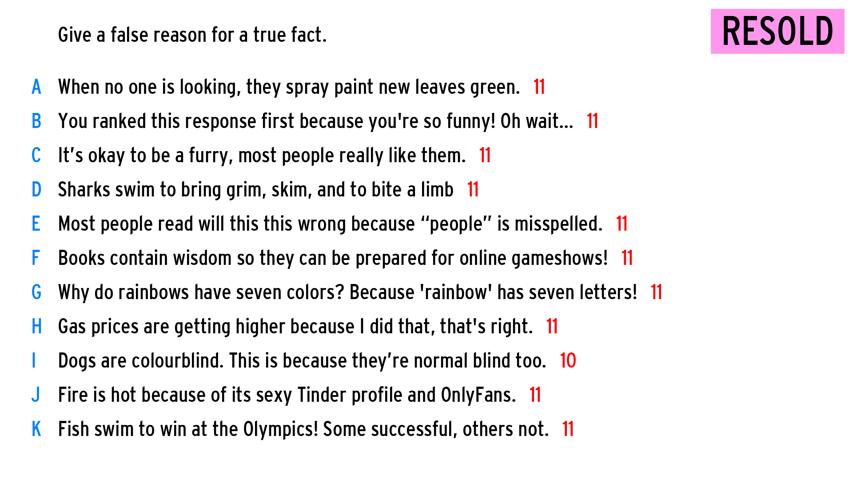 Give a false reason for a true fact.
RESOLD
A When no one is looking, they spray paint new leaves green. 11
B You ranked this response first because you're so funny! Oh wait... 11
C It’s okay to be a furry, most people really like them. 11
D Sharks swim to bring grim, skim, and to bite a limb 11
E Most people read will this this wrong because “people” is misspelled. 11
F Books contain wisdom so they can be prepared for online gameshows! 11
G Why do rainbows have seven colors? Because 'rainbow' has seven letters! 11
H Gas prices are getting higher because I did that, that's right. 11
I Dogs are colourblind. This is because they’re normal blind too. 10
J Fire is hot because of its sexy Tinder profile and OnlyFans. 11
K Fish swim to win at the Olympics! Some successful, others not. 11